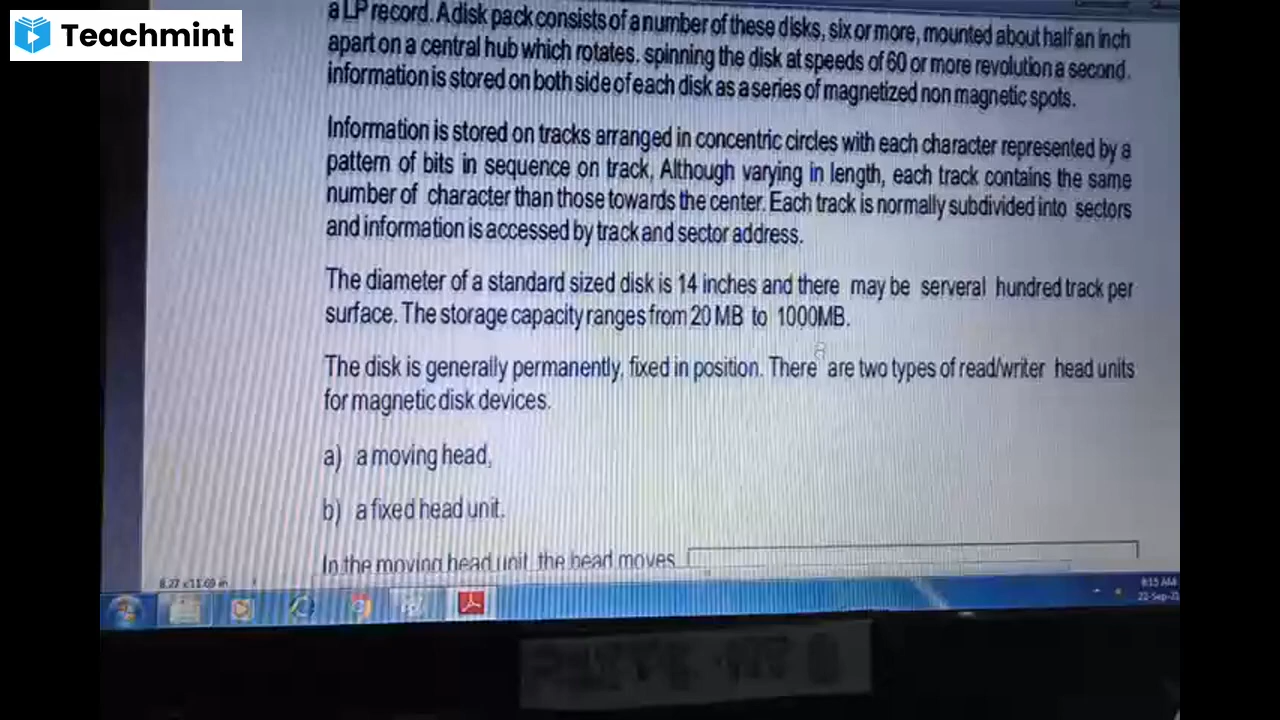 Teachmint
a LP record. A disk pack consists of a number of these disks, six or more, mounted about half an inch
apart on a central hub which rotates. spinning the disk at speeds of 60 or more revolution a second.
information is stored on both side of each disk as a series of magnetized non magnetic spots.
Information is stored on tracks arranged in concentric circles with each character represented by a
pattern of bits in sequence on track. Although varying in length, each track contains the same
number of character than those towards the center. Each track is normally subdivided into sectors
and information is accessed by track and sector address.
The diameter of a standard sized disk is 14 inches and there may be serveral hundred track per
surface. The storage capacity ranges from 20 MB to 1000MB.
The disk is generally permanently, fixed in position. There are two types of read/writer head units
for magnetic disk devices.
a) a moving head,
b) a fixed head unit.
In the moving head unit, the head moves
8.27 x 11.69 in
8:15 AM